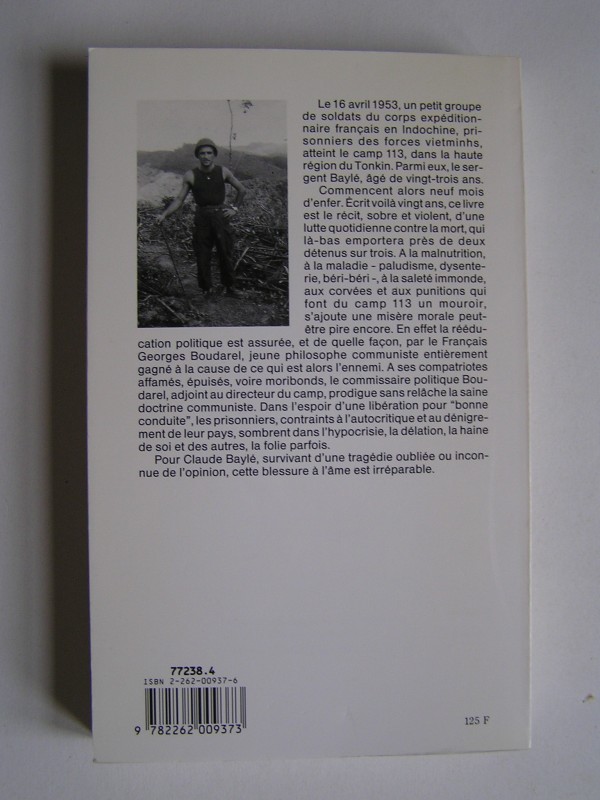 Le 16 avril 1953, un petit groupe
de soldats du corps expédition-
naire français en Indochine, pri-
sonniers des forces vietminhs,
atteint le camp 113, dans la haute
région du Tonkin. Parmi eux, le ser-
gent Baylé, âgé de vingt-trois ans.
Commencent alors neuf mois
d'enfer. Écrit voilà vingt ans, ce livre
est le récit, sobre et violent, d'une
lutte quotidienne contre la mort, qui
là-bas emportera près de deux
détenus sur trois. A la malnutrition,
à la maladie - paludisme, dysente-
rie, béri-béri -, à la saleté immonde,
aux corvées et aux punitions qui
font du camp 113 un mouroir,
s'ajoute une misère morale peut-
être pire encore. En effet la réédu-
cation politique est assurée, et de quelle façon, par le Français
Georges Boudarel, jeune philosophe communiste entièrement
gagné à la cause de ce qui est alors l'ennemi. A ses compatriotes
affamés, épuisés, voire moribonds, le commissaire politique Bou-
darel, adjoint au directeur du camp, prodigue sans relâche la saine
doctrine communiste. Dans l'espoir d'une libération pour "bonne
conduite", les prisonniers, contraints à l'autocritique et au dénigre-
ment de leur pays, sombrent dans l'hypocrisie, la délation, la haine
de soi et des autres, la folie parfois.
Pour Claude Baylé, survivant d'une tragédie oubliée ou incon-
nue de l'opinion, cette blessure à l'âme est irréparable.
77238.4
ISBN 2-262-00937-6
9 782262 009373
125 F